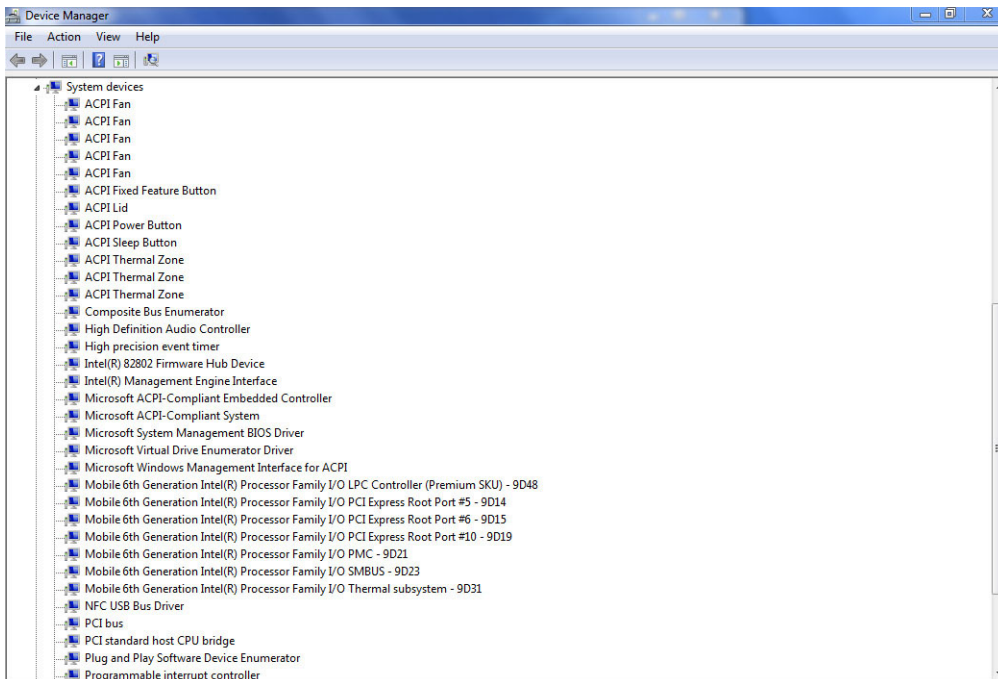 Device Manager
File Action View Help
System devices
ACPI Fan
ACPI Fan
ACPI Fan
ACPI Fan
ACPI Fan
ACPI Fixed Feature Button
ACPI Lid
ACPI Power Button
ACPI Sleep Button
ACPI Thermal Zone
ACPI Thermal Zone
ACPI Thermal Zone
Composite Bus Enumerator
High Definition Audio Controller
High precision event timer
Intel(R) 82802 Firmware Hub Device
Intel(R) Management Engine Interface
Microsoft ACPI-Compliant Embedded Controller
Microsoft ACPI-Compliant System
Microsoft System Management BIOS Driver
Microsoft Virtual Drive Enumerator Driver
Microsoft Windows Management Interface for ACPI
Mobile 6th Generation Intel(R) Processor Family I/O LPC Controller (Premium SKU) - 9D48
Mobile 6th Generation Intel(R) Processor Family I/O PCI Express Root Port #5 - 9D14
Mobile 6th Generation Intel(R) Processor Family I/O PCI Express Root Port #6 - 9D15
Mobile 6th Generation Intel(R) Processor Family I/O PCI Express Root Port #10 - 9D19
Mobile 6th Generation Intel(R) Processor Family I/O PMC - 9D21
Mobile 6th Generation Intel(R) Processor Family I/O SMBUS - 9D23
Mobile 6th Generation Intel(R) Processor Family I/O Thermal subsystem - 9D31
NFC USB Bus Driver
PCI bus
PCI standard host CPU bridge
Plug and Play Software Device Enumerator
Programmable interrupt controller